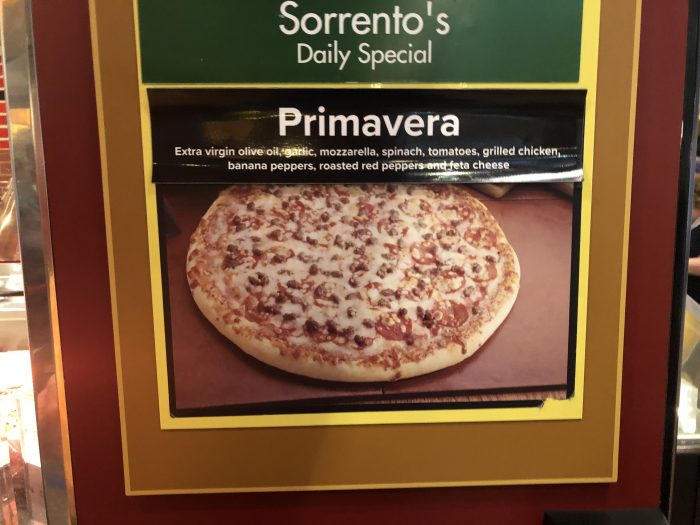 Sorrento's
Daily Special
Primavera
Extra virgin olive oil, garlic, mozzarella, spinach, tomatoes, grilled chicken,
banana peppers, roasted red peppers and feta cheese